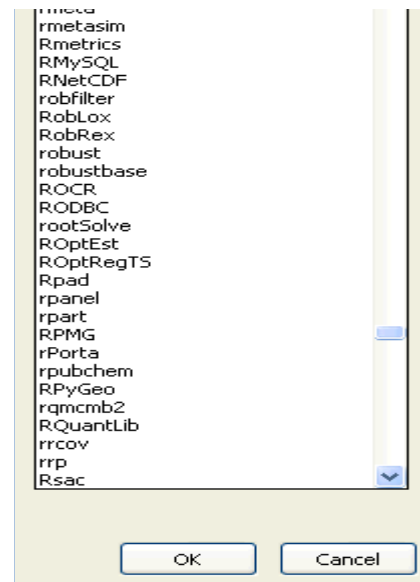 rmetasim
Rmetrics
RMySQL
RNetCDF
robfilter
RobLox
RobRex
robust
robustbase
ROCR
RODBC
rootSolve
ROptEst
ROptRegTS
Rpad
rpanel
rpart
RPMG
rPorta
rpubchem
RPyGeo
rqmcmb2
RQuantLib
rrcov
rrp
Rsac
OK Cancel